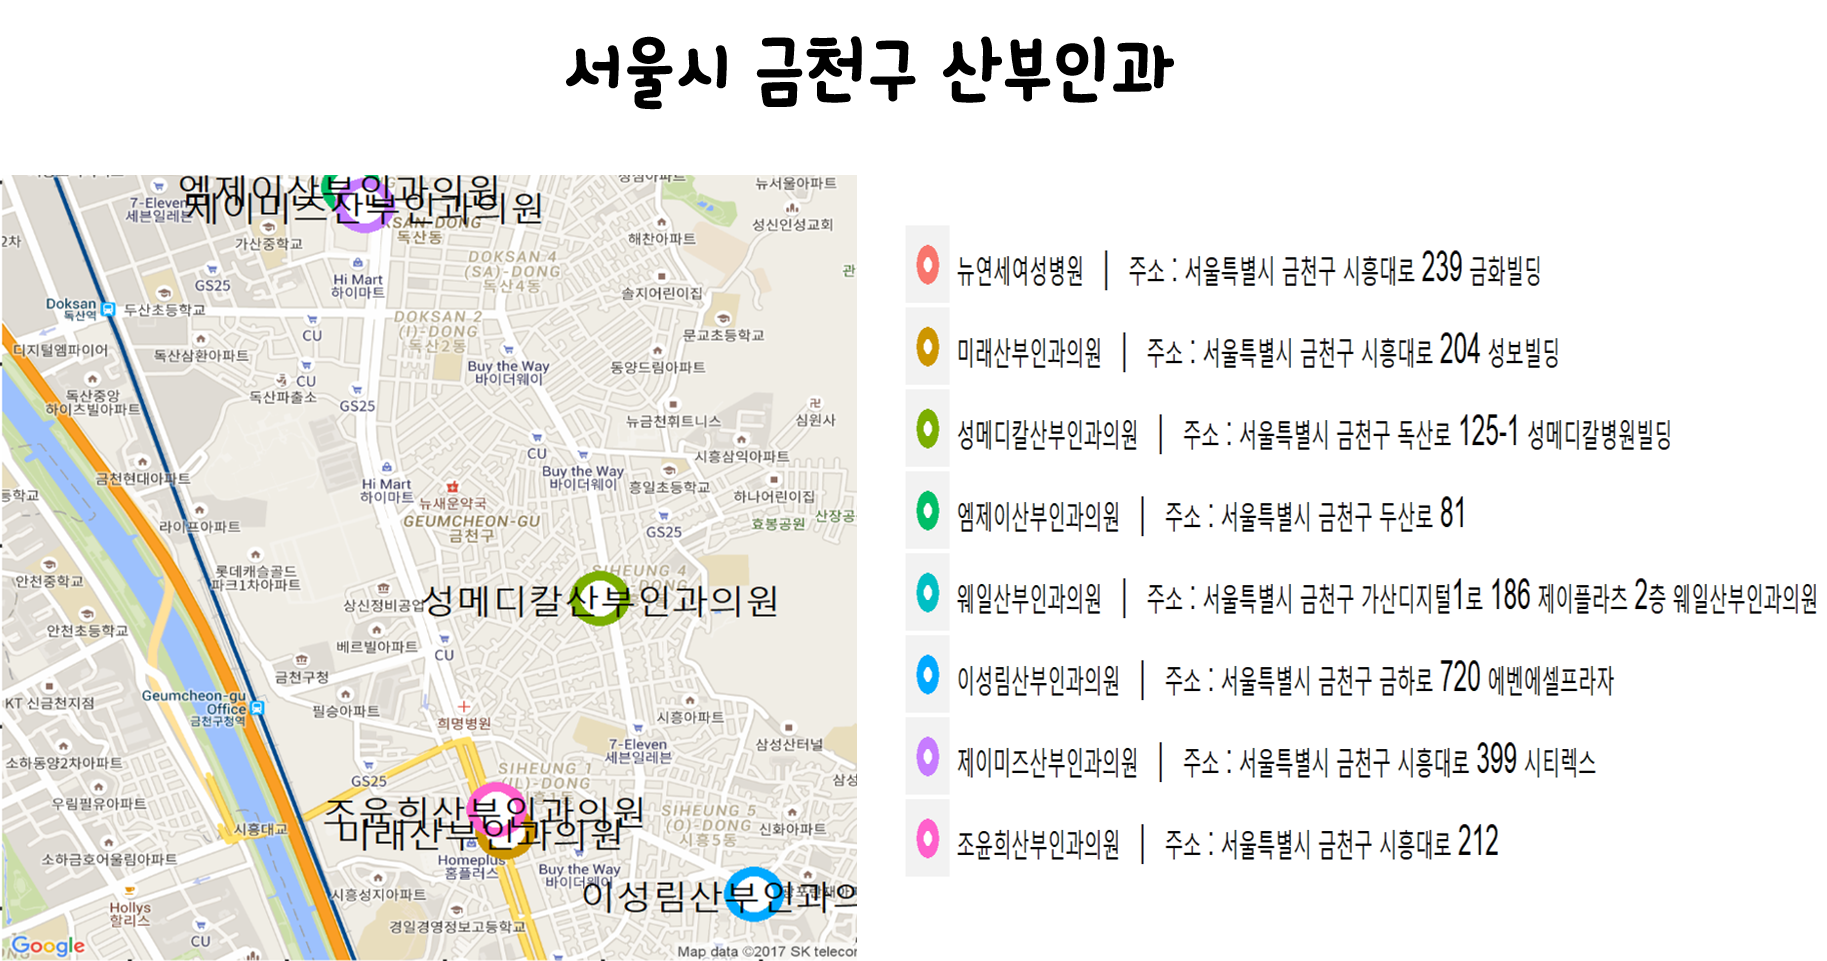 서울시 금천구 산부인과
엠제이산부인과의원
제이미즈산부인과의원
7-Eleven
세븐일레븐
뉴서울아파트
가산중학교
독산동
성신인성교회
해찬아파트
2차
GS25
Hi Mart
하이마트
DOKSAN 4
(SA)-DONG
독산4동
관
솔지어린이집
Doksan
독산역
두산초등학교
DOKSAN 2
(I)-DONG
독산2동
CU
문교초등학교
디지털엠파이어
독산삼환아파트
Buy the Way
바이더웨이
동양드림아파트
CU
독산파출소
독산중앙
하이츠빌아파트
GS25
뉴금천휘트니스
심원사
CU
시흥삼익아파트
금천현대아파트
Hi Mart
하이마트
Buy the Way
바이더웨이
흥일초등학교
하나어린이집
등학교
뉴새운약국
라이프아파트
GEUMCHEON-GU
금천구
GS25
효봉공원
산장공
안천중학교
롯데캐슬골드
파크1차아파트
SIHEUNG 4
상신정비공업
성메디칼산부인과의원
안천초등학교
베르빌아파트
CU
금천구청
KT 신금천지점
Geumcheon-gu
Office
금천구청역
필승아파트
희명병원
시흥아파트
7-Eleven
세븐일레븐
삼성산터널
소하동양2차아파트
GS25
SIHEUNG 1
삼성
우림필유아파트
조윤희산부인과의원
미래산부인과의원
SIHEUNG 5
(O)-DONG
시흥5동
신화아파트
시흥대교
소하금호어울림아파트
Homeplus
홈플러스
Buy the Way
바이더웨이
시흥성지아파트
이성림산부인과의
Hollys
할리스
CU
경일경영정보고등학교
Google
Map data ©2017 SK telecor
뉴연세여성병원 | 주소 : 서울특별시 금천구 시흥대로 239 금화빌딩
미래산부인과의원 | 주소 : 서울특별시 금천구 시흥대로 204 성보빌딩
성메디칼산부인과의원 | 주소 : 서울특별시 금천구 독산로 125-1 성메디칼병원빌딩
엠제이산부인과의원 | 주소 : 서울특별시 금천구 두산로 81
웨일산부인과의원 | 주소 : 서울특별시 금천구 가산디지털1로 186 제이플라츠 2층 웨일산부인과의원
이성림산부인과의원 | 주소 : 서울특별시 금천구 금하로 720 에벤에셀프라자
제이미즈산부인과의원 | 주소 : 서울특별시 금천구 시흥대로 399 시티렉스
조윤희산부인과의원 | 주소 : 서울특별시 금천구 시흥대로 212